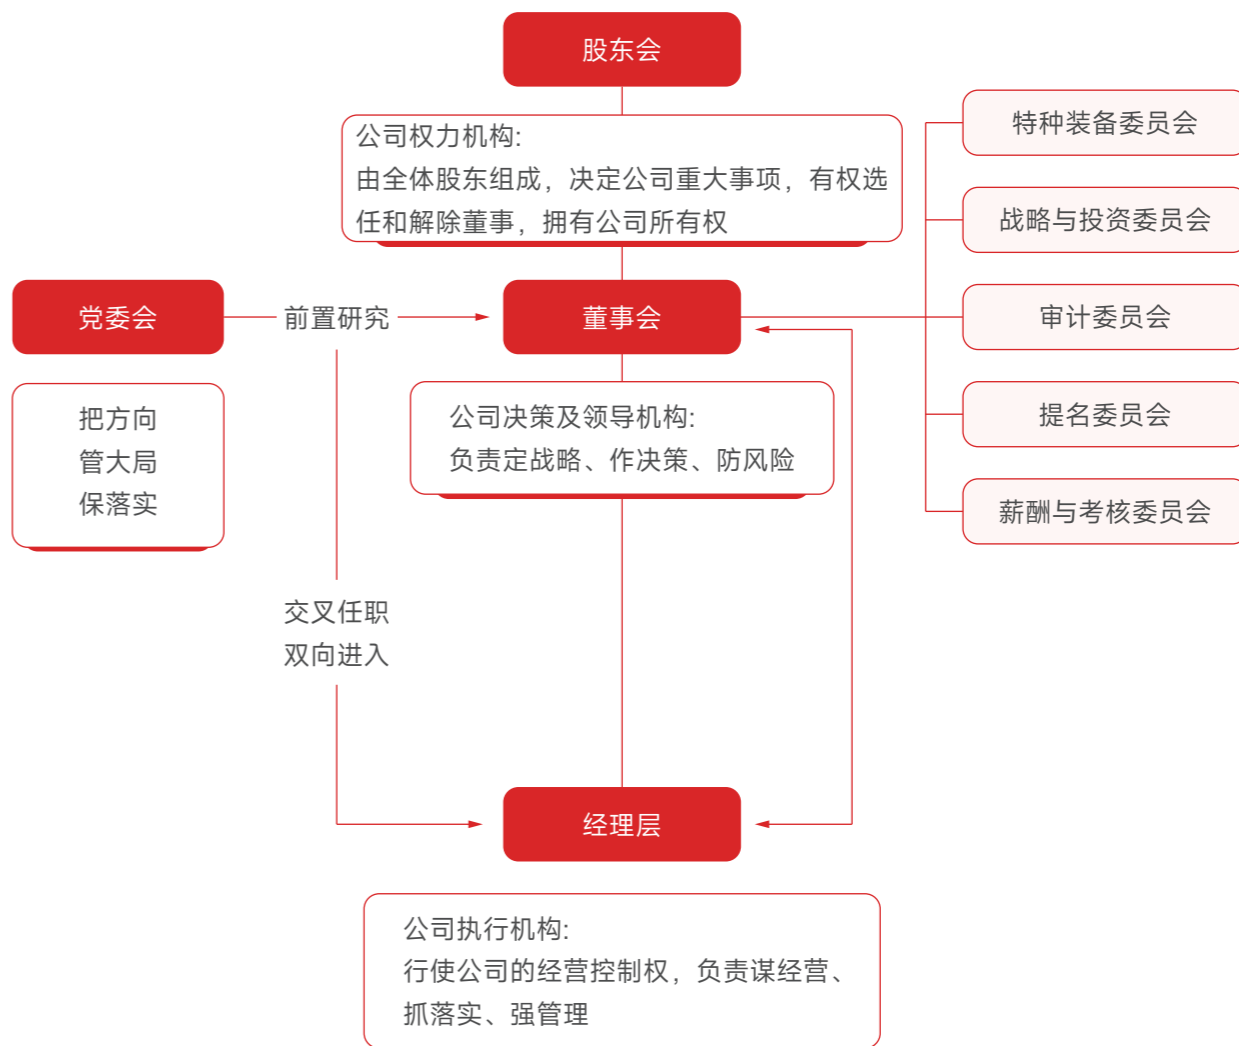 股东会
公司权力机构:
由全体股东组成，决定公司重大事项，有权选
任和解除董事，拥有公司所有权
特种装备委员会
战略与投资委员会
审计委员会
提名委员会
薪酬与考核委员会
党委会
前置研究
董事会
把方向
管大局
保落实
公司决策及领导机构:
负责定战略、作决策、防风险
交叉任职
双向进入
经理层
公司执行机构:
行使公司的经营控制权，负责谋经营、
抓落实、强管理